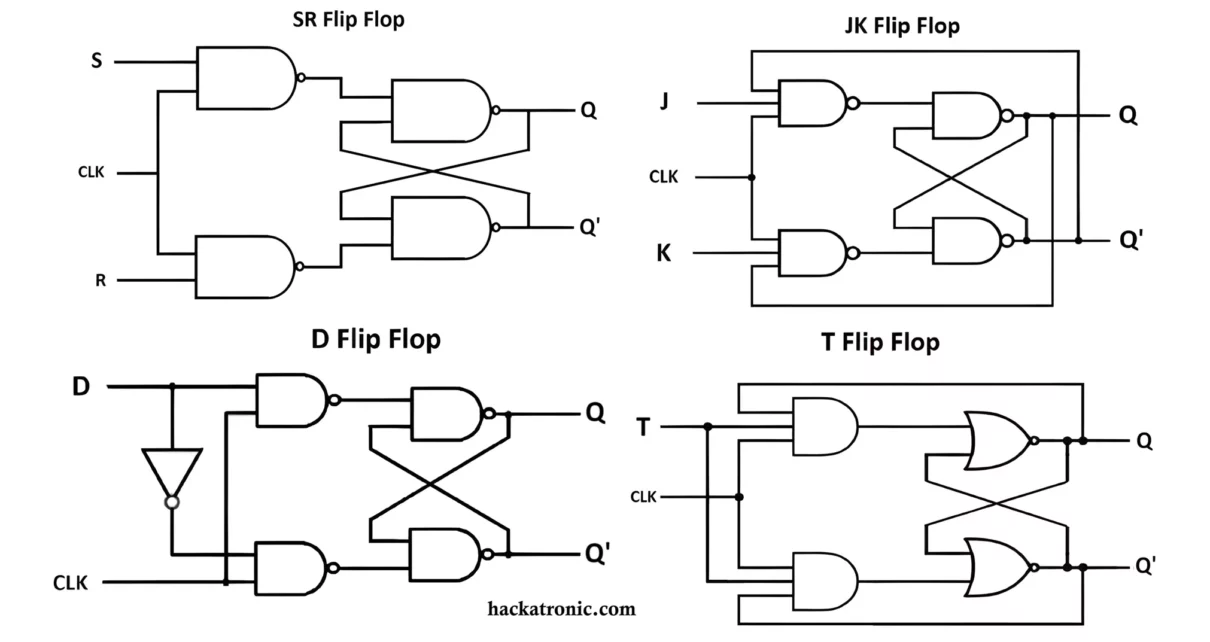 SR Flip Flop
S
CLK
R
Q
Q'
JK Flip Flop
J
CLK
K
Q
Q'
D Flip Flop
D
CLK
Q
Q'
T Flip Flop
T
CLK
Q
Q'
hackatronic.com